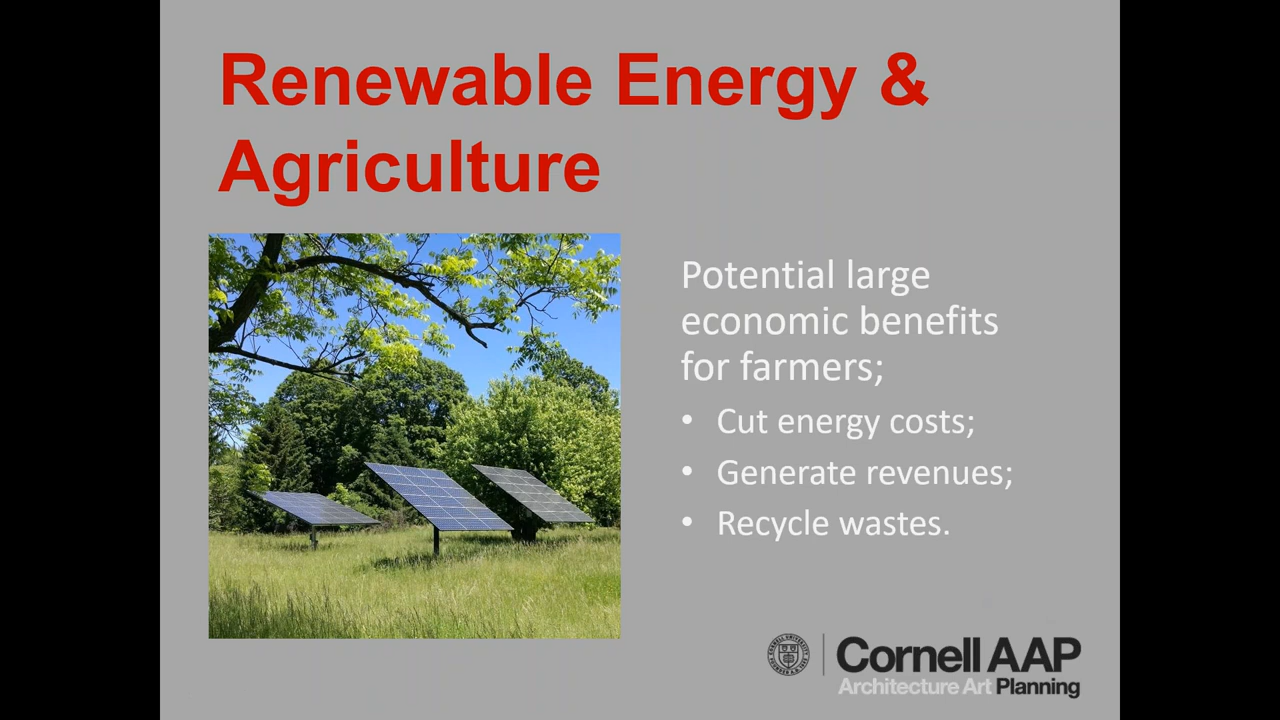 Renewable Energy &
Agriculture
Potential large
economic benefits
for farmers;
• Cut energy costs;
• Generate revenues;
• Recycle wastes.
Cornell AAP
Architecture Art Planning